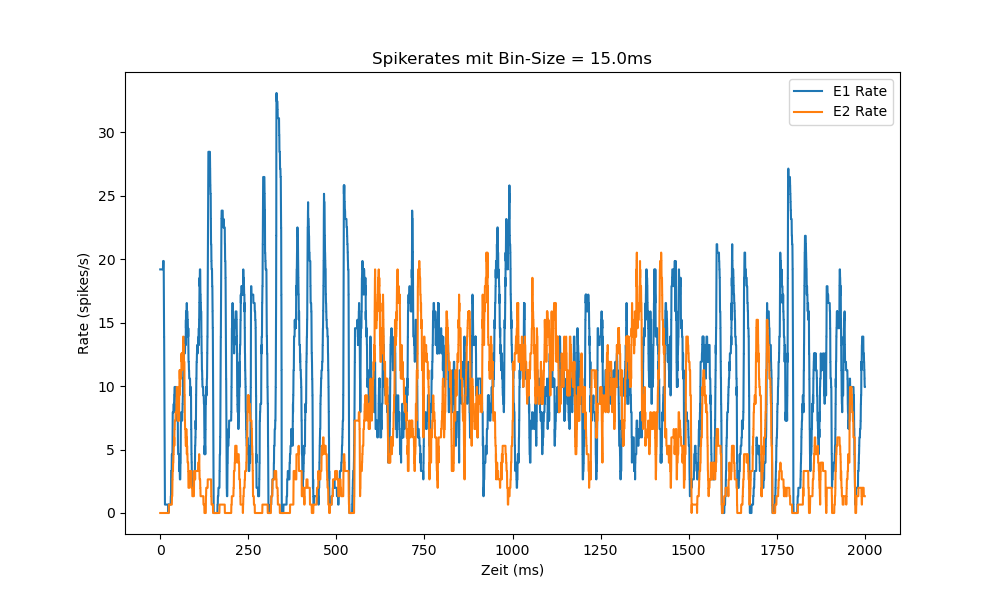 Spikerates mit Bin-Size = 15.0ms
E1 Rate
E2 Rate
Rate (spikes/s)
30
25
20
15
10
5
0
0 250 500 750 1000 1250 1500 1750 2000
Zeit (ms)